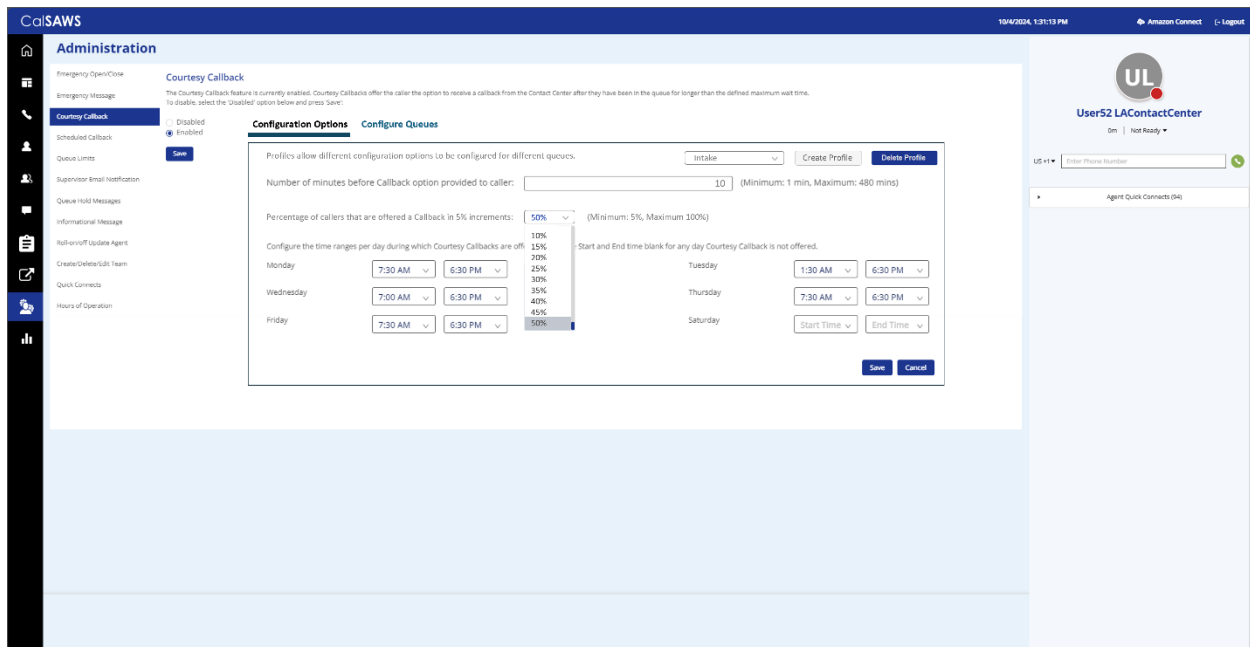 CalSAWS
10/4/2024, 1:31:13 PM
Amazon Connect
Logout
Administration
Emergency Open/Close
Emergency Message
Courtesy Callback
Scheduled Callback
Queue Limits
Supervisor Email Notification
Queue Hold Messages
Informational Message
Roll-on/off Update Agent
Create/Delete/Edit Team
Quick Connects
Hours of Operation
Courtesy Callback
The Courtesy Callback feature is currently enabled. Courtesy Callbacks offer the caller the option to receive a callback from the Contact Center after they have been in the queue for longer than the defined maximum wait time.
To disable, select the 'Disabled' option below and press 'Save':
Disabled
Enabled
Save
Configuration Options
Configure Queues
Profiles allow different configuration options to be configured for different queues.
Intake
Create Profile
Delete Profile
Number of minutes before Callback option provided to caller:
10
(Minimum: 1 min, Maximum: 480 mins)
Percentage of callers that are offered a Callback in 5% increments:
50%
(Minimum: 5%, Maximum 100%)
10%
15%
20%
25%
30%
35%
40%
45%
50%
Configure the time ranges per day during which Courtesy Callbacks are off
Start and End time blank for any day Courtesy Callback is not offered.
Monday
7:30 AM
6:30 PM
Tuesday
1:30 AM
6:30 PM
Wednesday
7:00 AM
6:30 PM
Thursday
7:30 AM
6:30 PM
Friday
7:30 AM
6:30 PM
Saturday
Start Time
End Time
Save
Cancel
UL
User52 LAContactCenter
0m | Not Ready
US +1
Enter Phone Number
Agent Quick Connects (94)